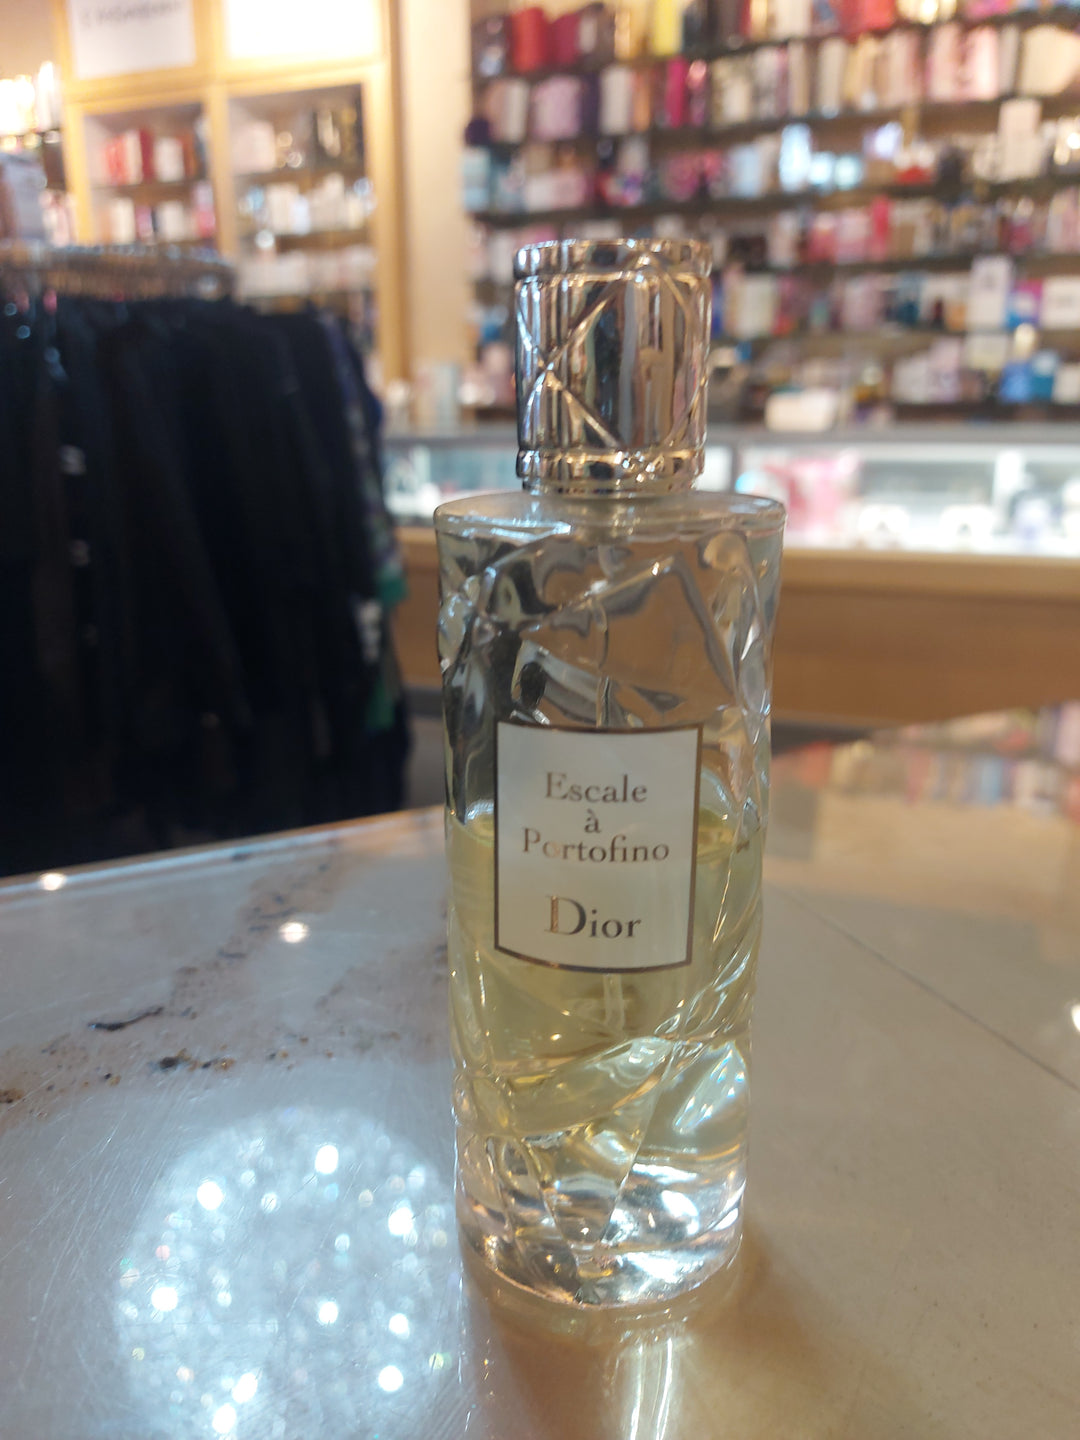 Escale
à
Portofino
Dior